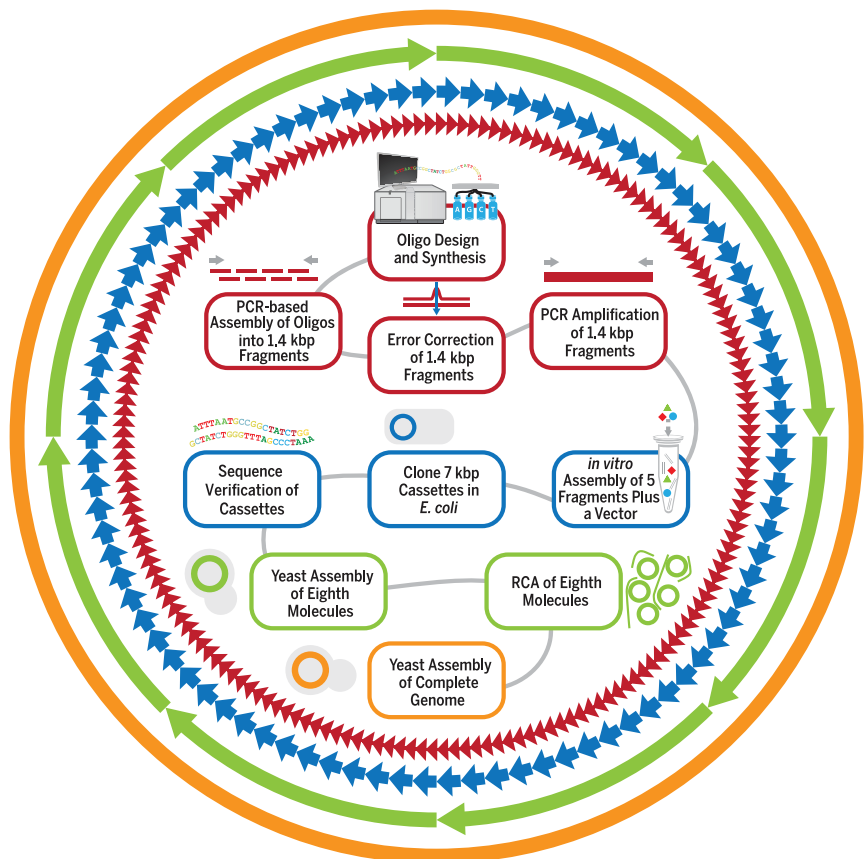 A G C T
Oligo Design
and Synthesis
PCR-based
Assembly of Oligos
into 1.4 kbp
Fragments
Error Correction
of 1.4 kbp
Fragments
PCR Amplification
of 1.4 kbp
Fragments
ATTTAATGCCGGCTATCTGG
GCTATCTGGGTTTAGCCCTAAA
Sequence
Verification of
Cassettes
Clone 7 kbp
Cassettes in
E. coli
in vitro
Assembly of 5
Fragments Plus
a Vector
Yeast Assembly
of Eighth
Molecules
RCA of Eighth
Molecules
Yeast Assembly
of Complete
Genome